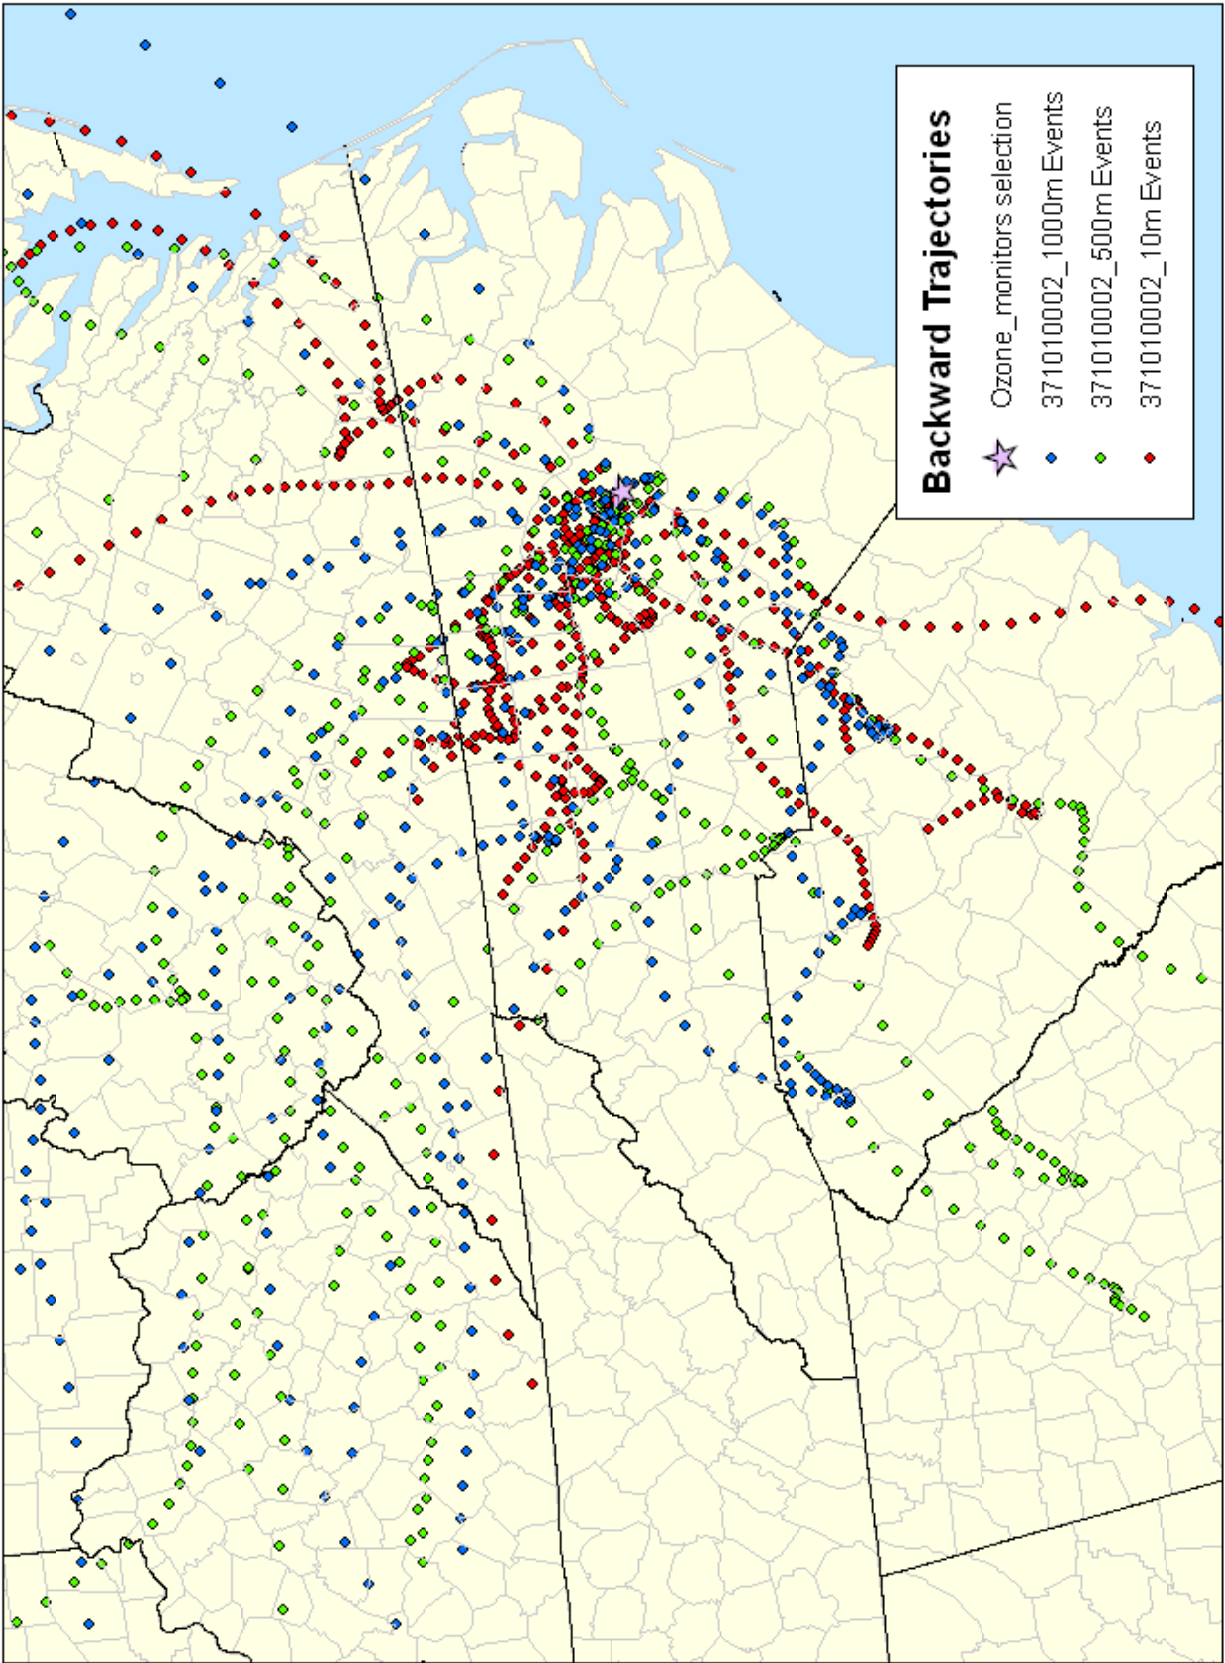 Backward Trajectories
Ozone_monitors selection
371010002_1000m Events
371010002_500m Events
371010002_10m Events